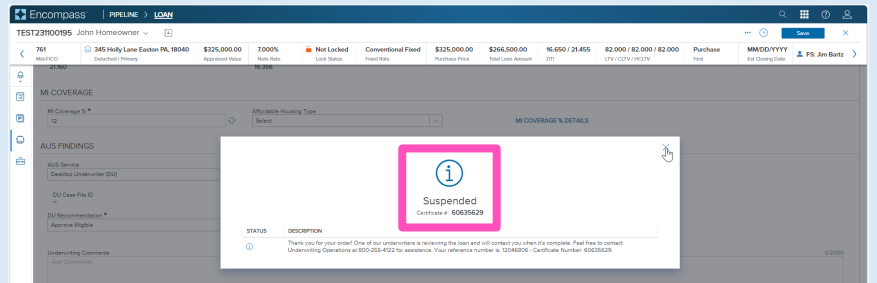 Encompass PIPELINE > LOAN
TEST231100195 John Homeowner
Save
761 345 Holly Lane Easton PA, 18040 $325,000.00 7.000% Not Locked Conventional Fixed $325,000.00 $266,500.00 16.650 / 21.455 82.000 / 82.000 / 82.000 Purchase MM/DD/YYYY FS: Jim Bartz
Mid-FICO Detached | Primary Appraised Value Note Rate Lock Status Fixed Rate Purchase Price Total Loan Amount DTI LTV / CLTV / HCLTV First Est Closing Date
21.160 16.356
MI COVERAGE
MI Coverage % * Affordable Housing Type
12 Select MI COVERAGE % DETAILS
AUS FINDINGS
AUS Service
Desktop Underwriter (DU)
DU Case File ID
--
DU Recommendation *
Approve Eligible
Underwriting Comments 0/2000
Add Comments
Suspended
Certificate #: 60635629
STATUS DESCRIPTION
Thank you for your order! One of our underwriters is reviewing the loan and will contact you when it's complete. Feel free to contact
Underwriting Operations at 800-255-4122 for assistance. Your reference number is: 12046806 - Certificate Number: 60635629.